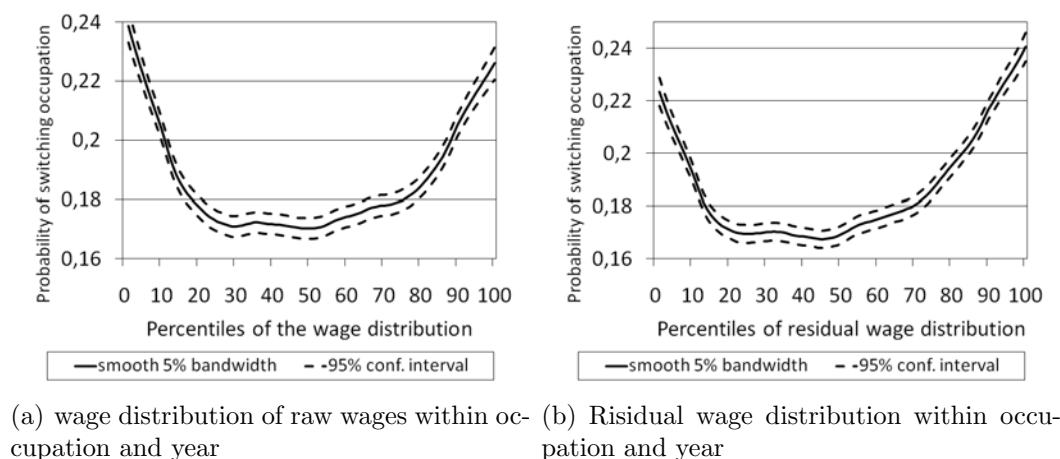 0,24
0,22
0,2
0,18
0,16
Probability of switching occupation
0 10 20 30 40 50 60 70 80 90 100
Percentiles of the wage distribution
smooth 5% bandwidth - -95% conf. interval
(a) wage distribution of raw wages within oc-
cupation and year
0,24
0,22
0,2
0,18
0,16
Probability of switching occupation
0 10 20 30 40 50 60 70 80 90 100
Percentiles of residual wage distribution
smooth 5% bandwidth - -95% conf. interval
(b) Risidual wage distribution within occu-
pation and year